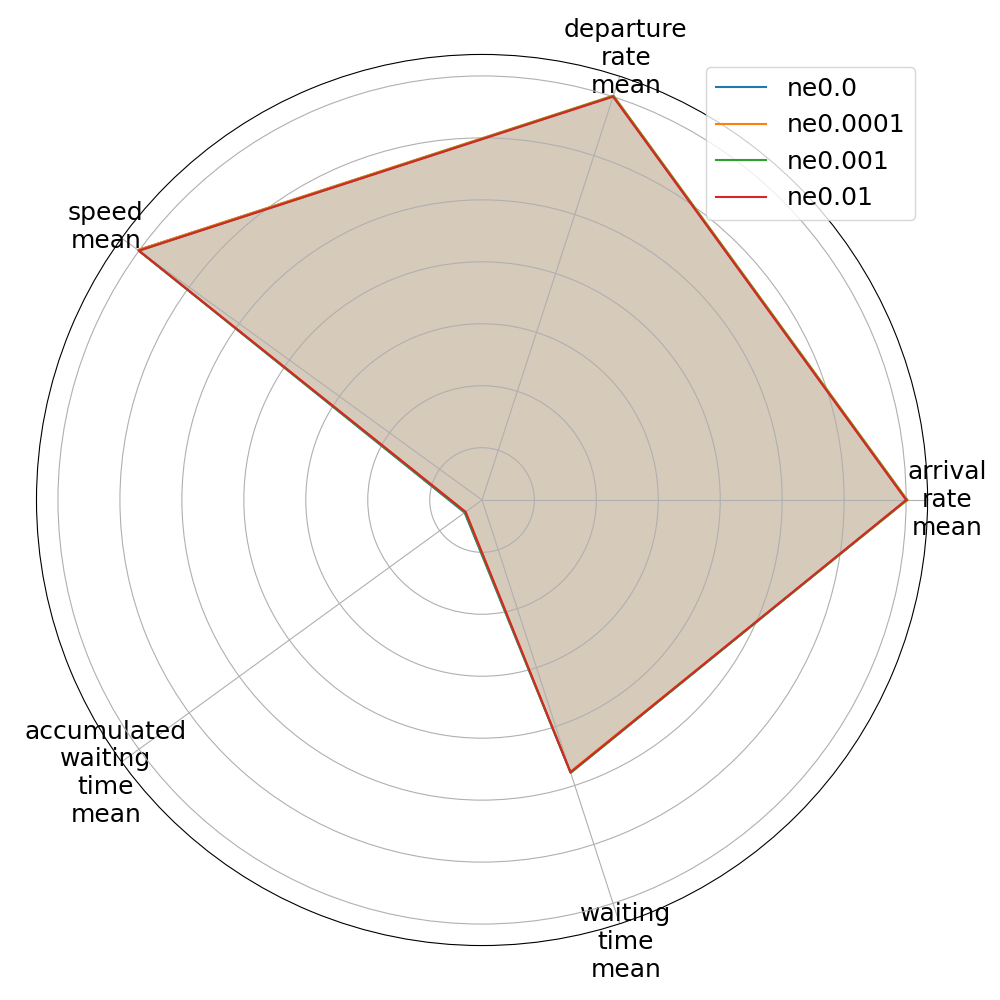 departure
rate
mean
ne0.0
ne0.0001
ne0.001
ne0.01
speed
mean
arrival
rate
mean
accumulated
waiting
time
mean
waiting
time
mean